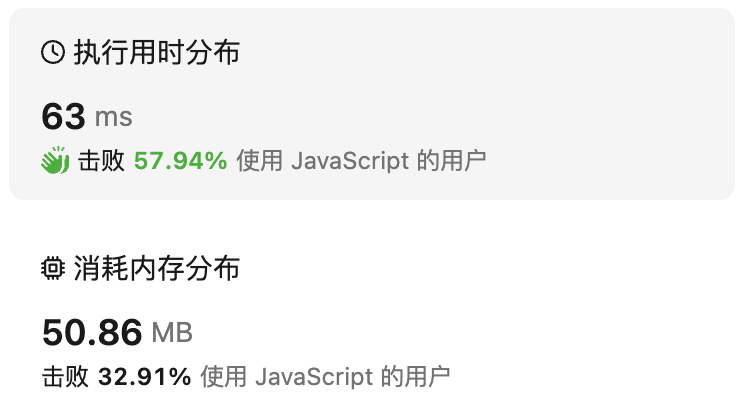 执行用时分布
63 ms
击败 57.94% 使用 JavaScript 的用户
消耗内存分布
50.86 MB
击败 32.91% 使用 JavaScript 的用户